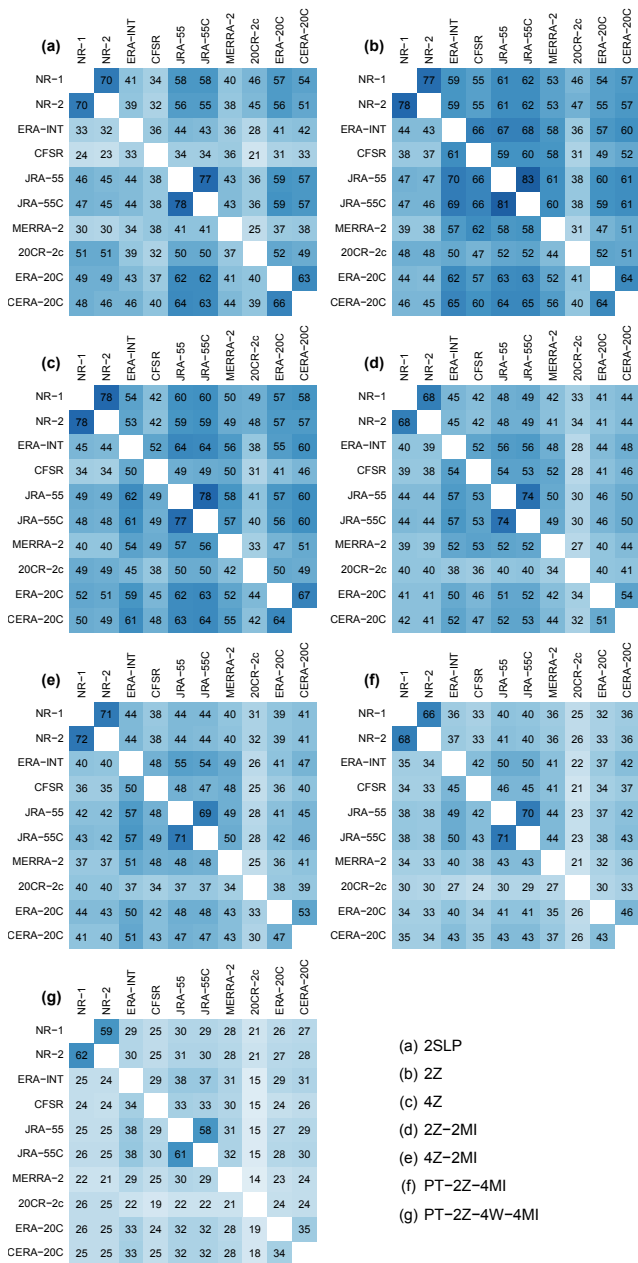 (a) NR−1 NR−2 ERA−INT CFSR JRA−55 JRA−55C MERRA−2 20CR−2c ERA−20C CERA−20C
NR−1 70 41 34 58 58 40 46 57 54
NR−2 70 39 32 56 55 38 45 56 51
ERA−INT 33 32 36 44 43 36 28 41 42
CFSR 24 23 33 34 34 36 21 31 33
JRA−55 46 45 44 38 77 43 36 59 57
JRA−55C 47 45 44 38 78 42 36 59 57
MERRA−2 30 30 34 38 41 41 25 37 38
20CR−2c 51 51 39 32 50 50 37 52 49
ERA−20C 49 49 43 37 62 62 41 40 63
CERA−20C 48 46 46 40 64 63 44 39 66
(b) NR−1 NR−2 ERA−INT CFSR JRA−55 JRA−55C MERRA−2 20CR−2c ERA−20C CERA−20C
NR−1 77 59 55 61 62 53 46 54 57
NR−2 78 59 55 61 62 53 47 55 57
ERA−INT 44 43 66 67 68 58 36 57 60
CFSR 38 37 61 59 60 58 31 49 52
JRA−55 47 47 70 66 83 61 38 60 61
JRA−55C 47 46 69 66 81 60 38 59 61
MERRA−2 40 39 57 62 58 58 31 47 51
20CR−2c 48 48 50 47 52 52 44 52 51
ERA−20C 44 44 62 57 63 63 52 41 64
CERA−20C 46 45 65 60 64 65 56 40 64
(c) NR−1 NR−2 ERA−INT CFSR JRA−55 JRA−55C MERRA−2 20CR−2c ERA−20C CERA−20C
NR−1 78 54 42 60 60 50 49 57 58
NR−2 78 53 42 59 59 49 48 57 57
ERA−INT 45 44 52 64 64 56 38 55 60
CFSR 34 34 50 49 49 50 31 41 46
JRA−55 49 49 62 49 78 58 41 57 60
JRA−55C 48 48 61 49 77 57 40 56 60
MERRA−2 40 40 54 49 57 56 33 47 51
20CR−2c 49 49 45 38 50 50 42 50 49
ERA−20C 52 51 59 45 62 63 52 44 67
CERA−20C 50 49 61 48 63 64 55 42 64
(d) NR−1 NR−2 ERA−INT CFSR JRA−55 JRA−55C MERRA−2 20CR−2c ERA−20C CERA−20C
NR−1 68 45 42 48 49 42 33 41 44
NR−2 68 45 42 48 49 41 34 41 44
ERA−INT 40 39 52 56 56 48 28 44 48
CFSR 39 38 54 54 53 52 28 41 46
JRA−55 44 44 57 53 74 50 30 46 50
JRA−55C 44 44 57 53 74 49 30 46 50
MERRA−2 39 39 52 53 52 52 27 40 44
20CR−2c 40 40 38 36 40 40 34 40 41
ERA−20C 41 41 50 46 51 52 42 34 54
CERA−20C 42 41 52 47 52 53 44 32 51
(e) NR−1 NR−2 ERA−INT CFSR JRA−55 JRA−55C MERRA−2 20CR−2c ERA−20C CERA−20C
NR−1 71 44 38 44 44 40 31 39 41
NR−2 72 44 38 44 44 40 32 39 41
ERA−INT 40 40 48 55 54 49 26 41 47
CFSR 36 35 50 48 47 48 25 36 40
JRA−55 43 42 57 48 69 49 28 41 45
JRA−55C 43 42 57 49 71 50 28 42 46
MERRA−2 37 37 51 48 48 48 25 36 41
20CR−2c 40 40 37 34 37 37 34 38 39
ERA−20C 44 43 50 42 48 48 43 33 53
CERA−20C 41 40 51 43 47 47 43 30 47
(f) NR−1 NR−2 ERA−INT CFSR JRA−55 JRA−55C MERRA−2 20CR−2c ERA−20C CERA−20C
NR−1 66 36 33 40 40 36 25 32 36
NR−2 68 37 33 41 40 36 26 33 36
ERA−INT 35 34 42 50 50 41 22 37 42
CFSR 34 33 45 46 45 41 21 34 37
JRA−55 38 38 49 42 70 44 23 37 42
JRA−55C 38 38 50 43 71 44 23 38 43
MERRA−2 34 33 40 38 43 43 21 32 36
20CR−2c 30 30 27 24 30 29 27 30 33
ERA−20C 34 33 40 34 41 41 35 26 46
CERA−20C 35 34 43 35 43 43 37 26 43
(g) NR−1 NR−2 ERA−INT CFSR JRA−55 JRA−55C MERRA−2 20CR−2c ERA−20C CERA−20C
NR−1 59 29 25 30 29 28 21 26 27
NR−2 62 30 25 31 30 28 21 27 28
ERA−INT 25 24 29 38 37 31 15 29 31
CFSR 24 24 34 33 33 30 15 24 26
JRA−55 25 25 38 29 58 31 15 27 29
JRA−55C 26 25 38 30 61 32 15 28 30
MERRA−2 22 21 29 25 30 29 14 23 24
20CR−2c 26 25 22 19 22 22 21 24 24
ERA−20C 26 25 33 24 32 32 28 19 35
CERA−20C 25 25 33 25 32 32 28 18 34
(a) 2SLP
(b) 2Z
(c) 4Z
(d) 2Z−2MI
(e) 4Z−2MI
(f) PT−2Z−4MI
(g) PT−2Z−4W−4MI